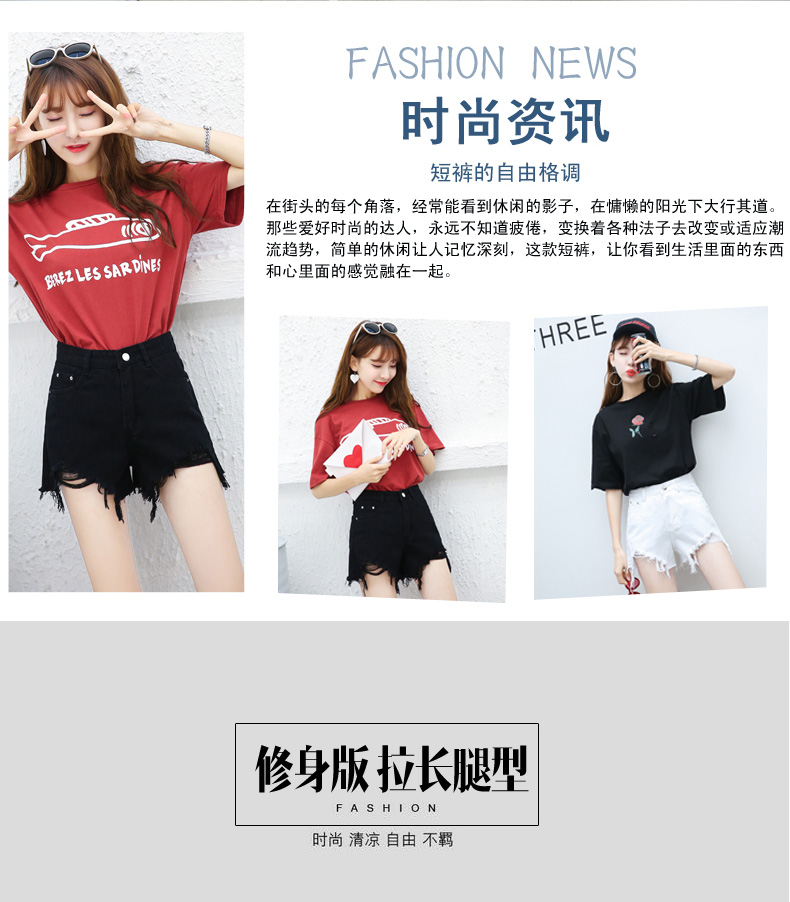 FASHION NEWS
时尚资讯
短裤的自由格调
在街头的每个角落，经常能看到休闲的影子，在慵懒的阳光下大行其道。
那些爱好时尚的达人，永远不知道疲倦，变换着各种法子去改变或适应潮
流趋势，简单的休闲让人记忆深刻，这款短裤，让你看到生活里面的东西
和心里面的感觉融在一起。
BEREZ LES SARDINES
THREE
修身版 拉长腿型
FASHION
时尚 清凉 自由 不羁